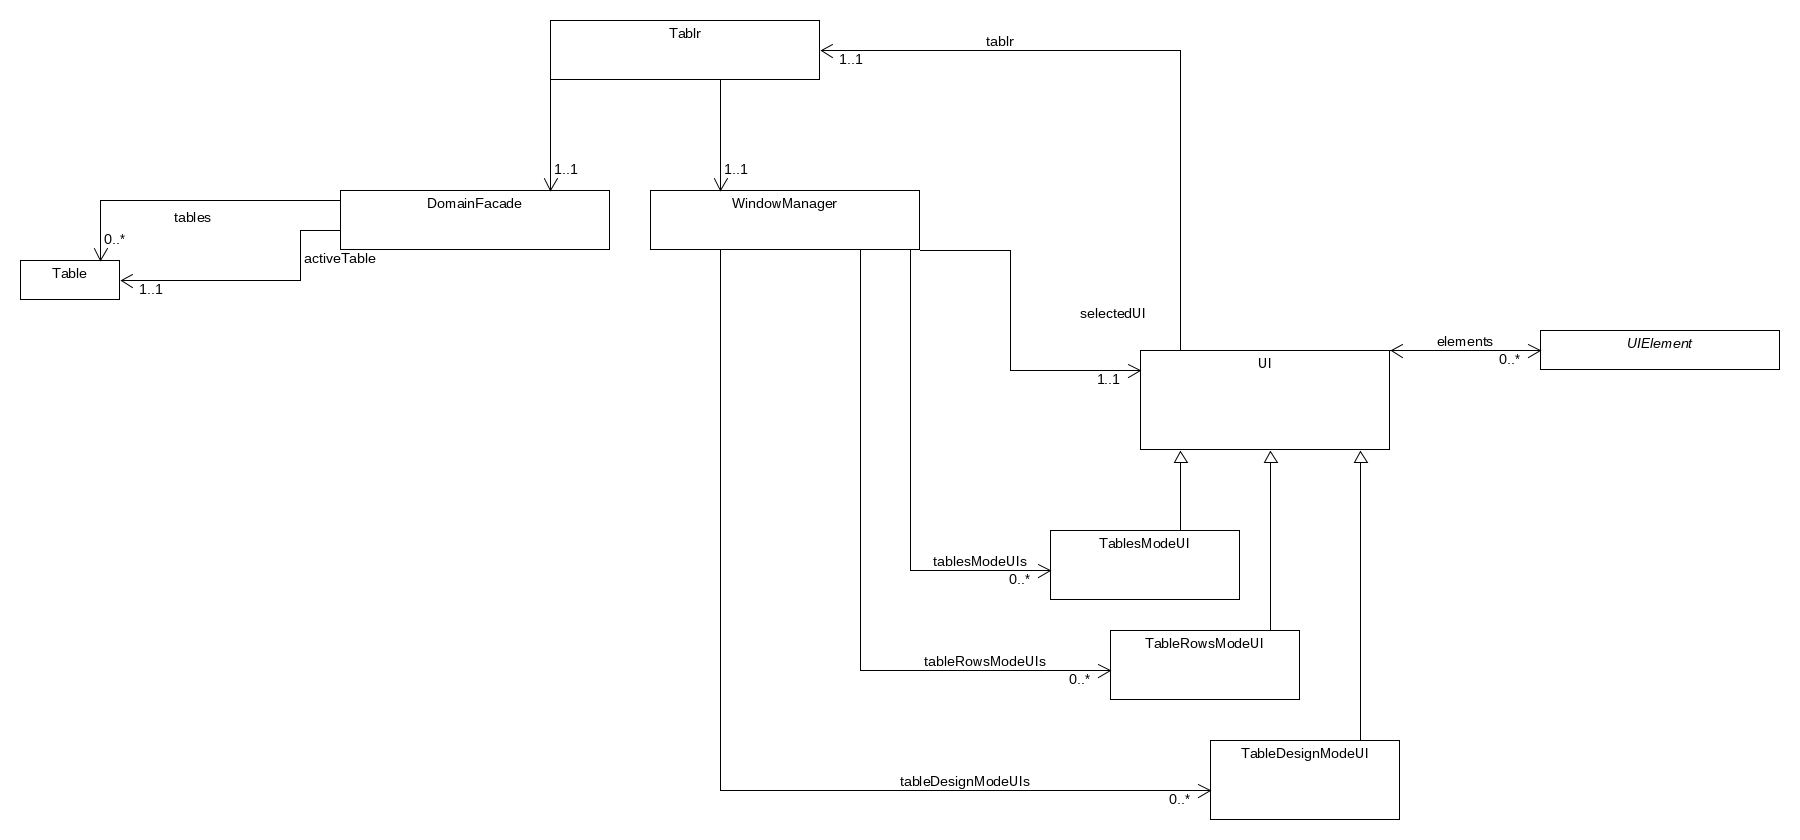 Tablr
tablr
1..1
1..1
1..1
DomainFacade
WindowManager
tables
0..*
activeTable
Table
1..1
selectedUI
elements
UIElement
0..*
UI
1..1
TablesModeUI
tablesModeUIs
0..*
TableRowsModeUI
tableRowsModeUIs
0..*
TableDesignModeUI
tableDesignModeUIs
0..*